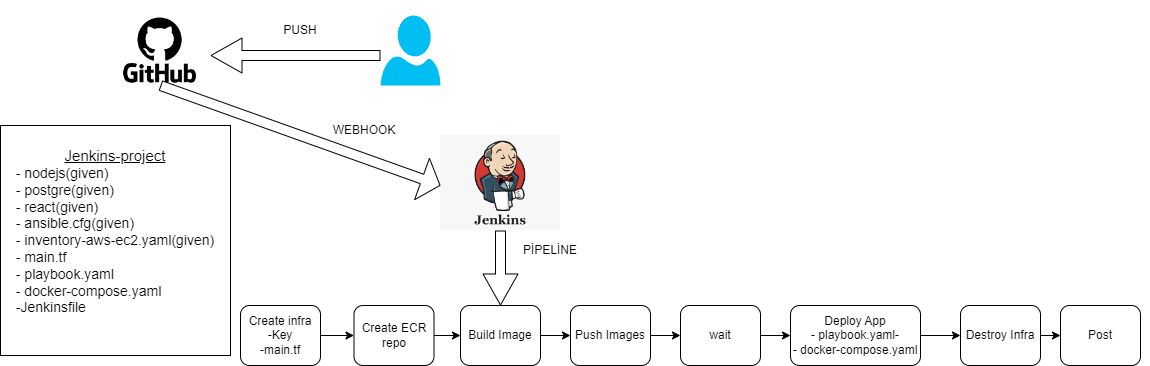 PUSH
GitHub
WEBHOOK
Jenkins-project
- nodejs(given)
- postgre(given)
- react(given)
- ansible.cfg(given)
- inventory-aws-ec2.yaml(given)
- main.tf
- playbook.yaml
- docker-compose.yaml
-Jenkinsfile
Jenkins
PİPELİNE
Create infra
-Key
-main.tf
Create ECR
repo
Build Image
Push Images
wait
Deploy App
- playbook.yaml-
- docker-compose.yaml
Destroy Infra
Post